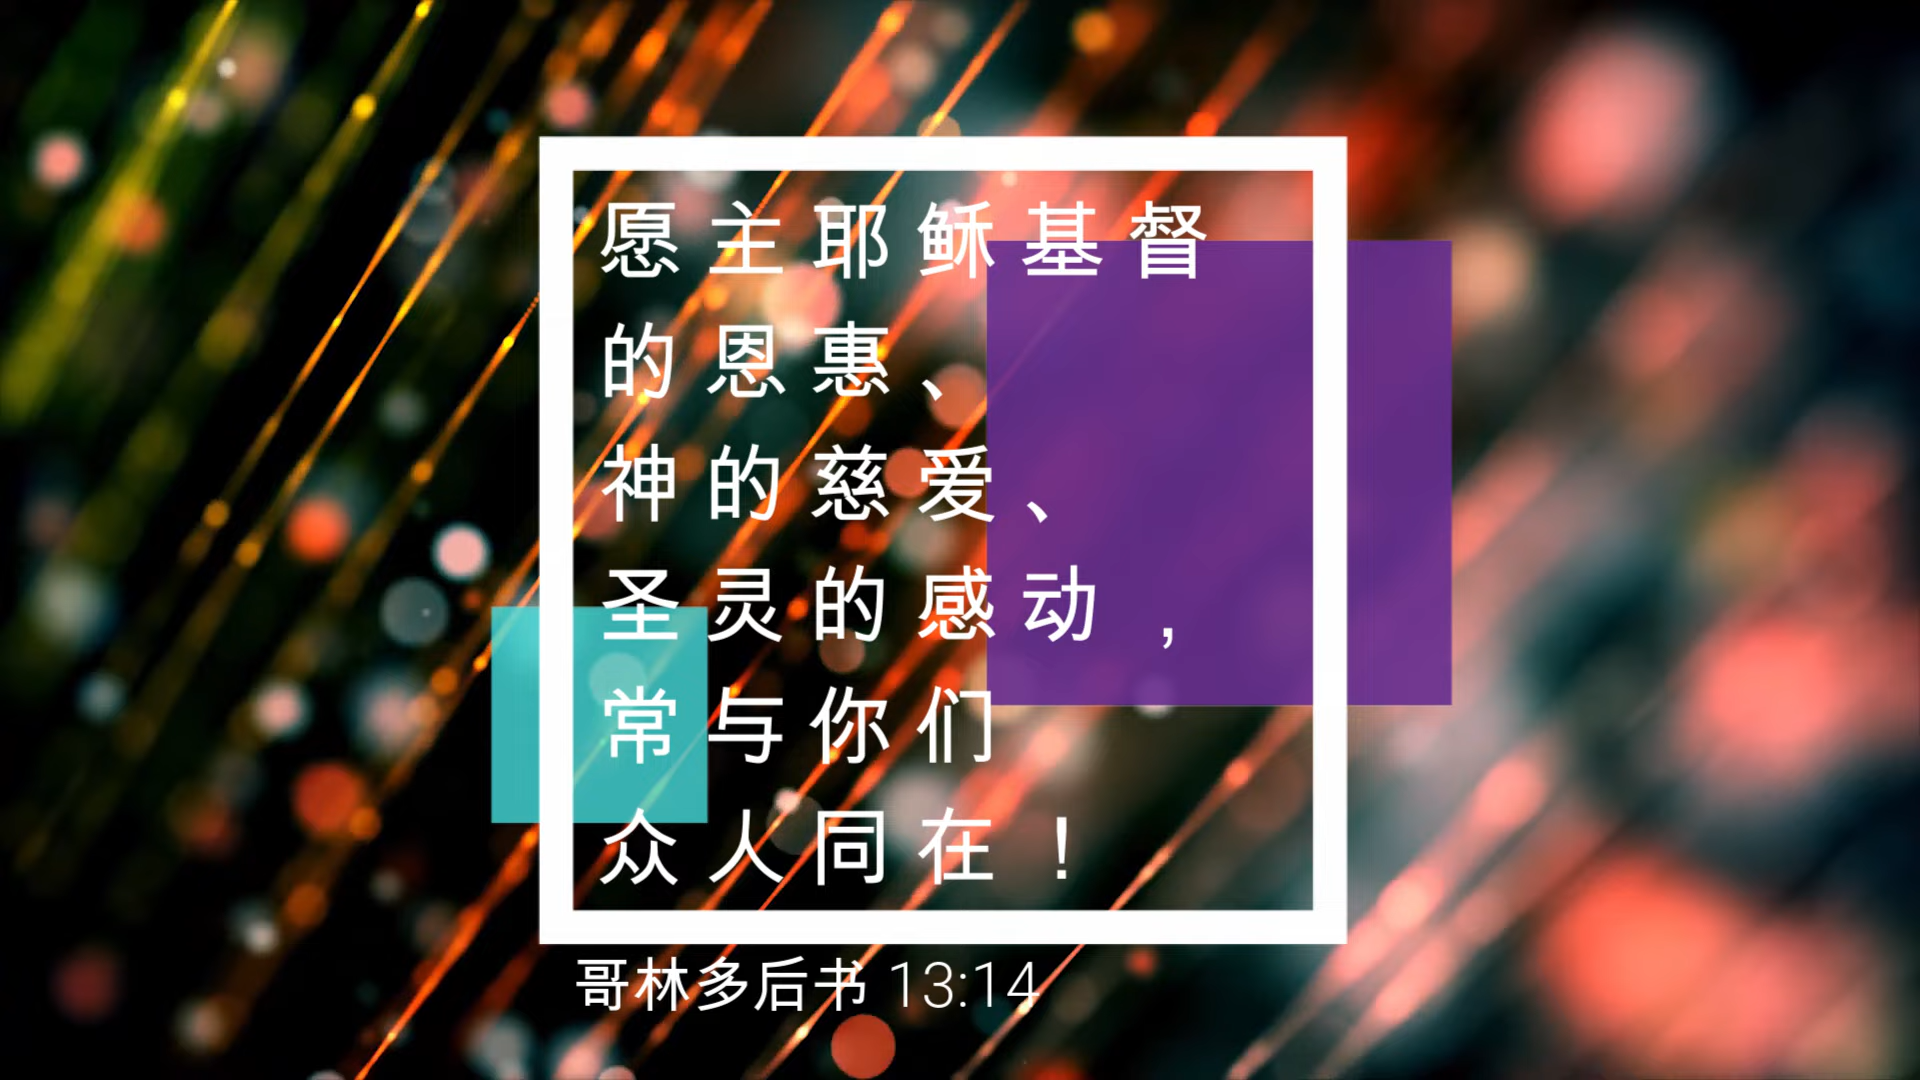 愿主耶稣基督
的恩惠、
神的慈爱、
圣灵的感动，
常与你们
众人同在！
哥林多后书 13:14